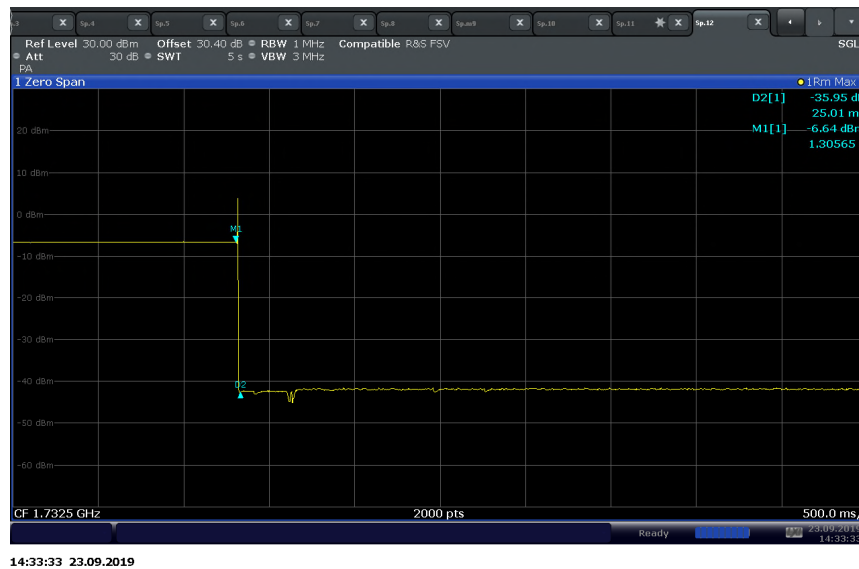 .3 Sp.4 Sp.5 Sp.6 Sp.7 Sp.8 Sp.m9 Sp.10 Sp.11 Sp.12
Ref Level 30.00 dBm Offset 30.40 dB RBW 1 MHz Compatible R&S FSV SGL
Att 30 dB SWT 5 s VBW 3 MHz
PA
1 Zero Span 1Rm Max
D2[1] -35.95 d
25.01 m
20 dBm M1[1] -6.64 dBm
1.30565
10 dBm
0 dBm
M1
-10 dBm
-20 dBm
-30 dBm
-40 dBm
D2
-50 dBm
-60 dBm
CF 1.7325 GHz 2000 pts 500.0 ms/
Ready 23.09.2019
14:33:33
14:33:33 23.09.2019